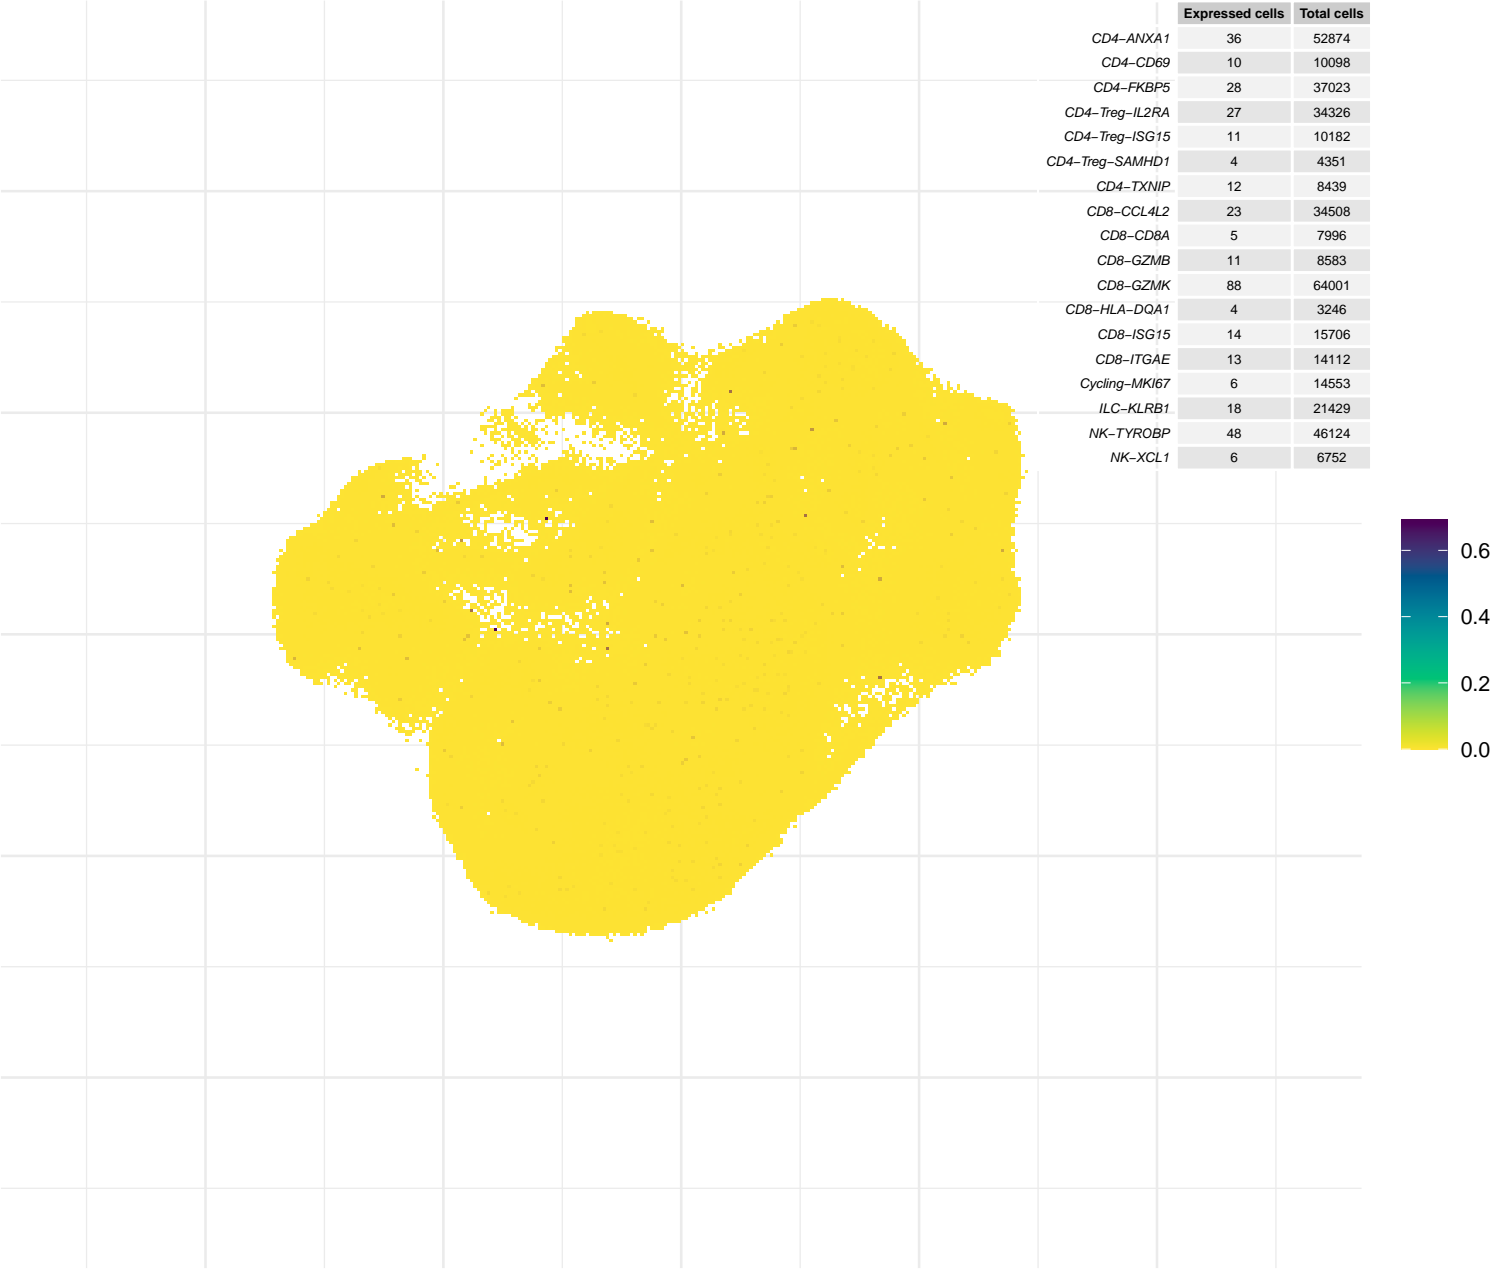 Expressed cells Total cells
CD4−ANXA1 36 52874
CD4−CD69 10 10098
CD4−FKBP5 28 37023
CD4−Treg−IL2RA 27 34326
CD4−Treg−ISG15 11 10182
CD4−Treg−SAMHD1 4 4351
CD4−TXNIP 12 8439
CD8−CCL4L2 23 34508
CD8−CD8A 5 7996
CD8−GZMB 11 8583
CD8−GZMK 88 64001
CD8−HLA−DQA1 4 3246
CD8−ISG15 14 15706
CD8−ITGAE 13 14112
Cycling−MKI67 6 14553
ILC−KLRB1 18 21429
NK−TYROBP 48 46124
NK−XCL1 6 6752
0.6
0.4
0.2
0.0